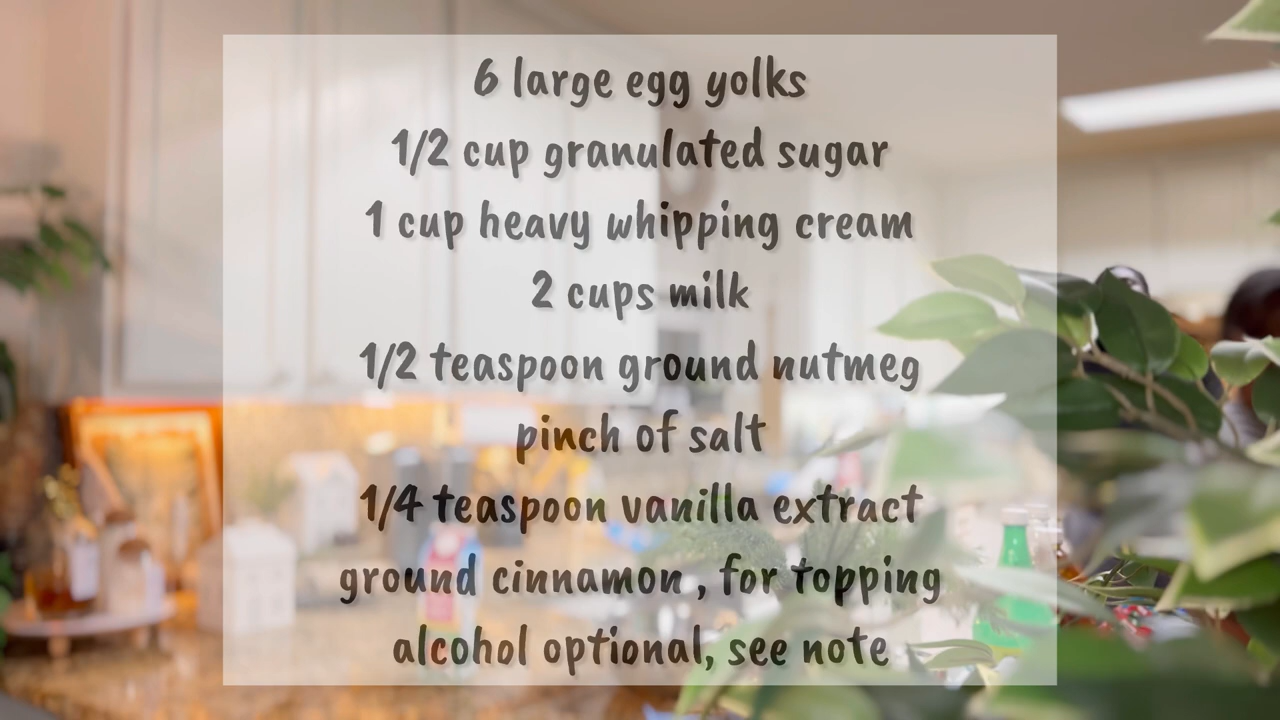 6 large egg yolks
1/2 cup granulated sugar
1 cup heavy whipping cream
2 cups milk
1/2 teaspoon ground nutmeg
pinch of salt
1/4 teaspoon vanilla extract
ground cinnamon , for topping
alcohol optional, see note